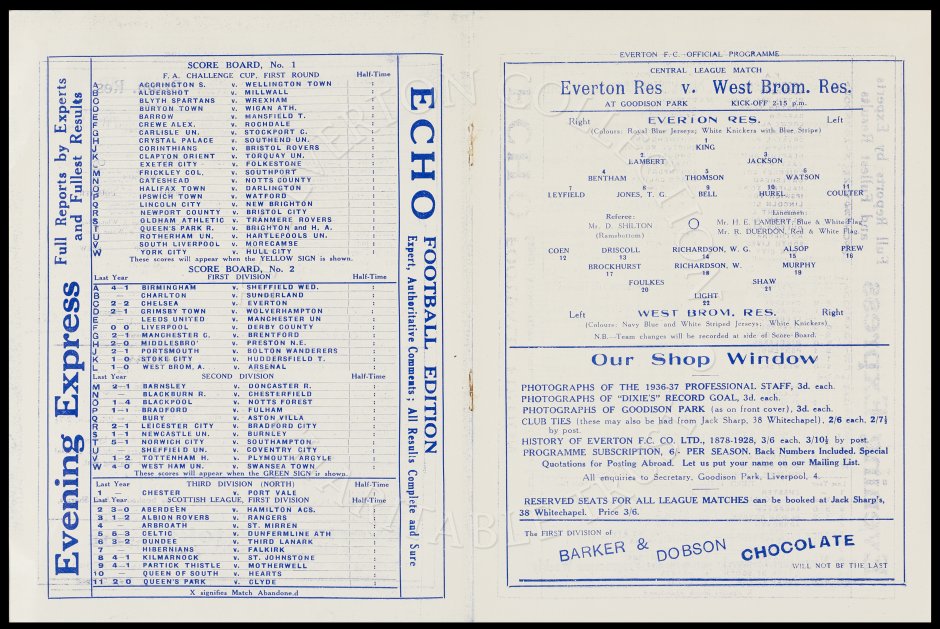 Evening Express
Full Reports by Experts
and Fullest Results
SCORE BOARD, No. 1
F. A. CHALLENGE CUP, FIRST ROUND Half-Time
A ACCRINGTON S. v. WELLINGTON TOWN
B ALDERSHOT v. MILLWALL
C BLYTH SPARTANS v. WREXHAM
D BURTON TOWN v. WIGAN ATH.
E BARROW v. MANSFIELD T.
F CREWE ALEX. v. ROCHDALE
G CARLISLE UN. v. STOCKPORT C.
H CRYSTAL PALACE v. SOUTHEND UN.
J CORINTHIANS v. BRISTOL ROVERS
K CLAPTON ORIENT v. TORQUAY UN.
L EXETER CITY v. FOLKESTONE
M FRICKLEY COL. v. SOUTHPORT
N GATESHEAD v. NOTTS COUNTY
O HALIFAX TOWN v. DARLINGTON
P IPSWICH TOWN v. WATFORD
Q LINCOLN CITY v. NEW BRIGHTON
R NEWPORT COUNTY v. BRISTOL CITY
S OLDHAM ATHLETIC v. TRANMERE ROVERS
T QUEEN'S PARK R. v. BRIGHTON and H. A.
U ROTHERHAM UN. v. HARTLEPOOLS UN.
V SOUTH LIVERPOOL v. MORECAMBE
W YORK CITY v. HULL CITY
These scores will appear when the YELLOW SIGN is shown.
SCORE BOARD, No. 2
Last Year FIRST DIVISION Half-Time
A 4-1 BIRMINGHAM v. SHEFFIELD WED. :
B — CHARLTON v. SUNDERLAND :
C 2-2 CHELSEA v. EVERTON :
D 2-1 GRIMSBY TOWN v. WOLVERHAMPTON :
E — LEEDS UNITED v. MANCHESTER UN :
F 0 0 LIVERPOOL v. DERBY COUNTY :
G 2-1 MANCHESTER C. v. BRENTFORD :
H 2-0 MIDDLESBRO' v. PRESTON N.E. :
J 2-1 PORTSMOUTH v. BOLTON WANDERERS :
K 1-0 STOKE CITY v. HUDDERSFIELD T. :
L 1-0 WEST BROM, A. v. ARSENAL :
Last Year SECOND DIVISION Half-Time
M 2-1 BARNSLEY v. DONCASTER R. :
N — BLACKBURN R. v. CHESTERFIELD :
O 1-4 BLACKPOOL v. NOTTS FOREST :
P 1-1 BRADFORD v. FULHAM :
Q — BURY v. ASTON VILLA :
R 2-1 LEICESTER CITY v. BRADFORD CITY :
S 1-1 NEWCASTLE UN. v. BURNLEY :
T 5-1 NORWICH CITY v. SOUTHAMPTON :
U — SHEFFIELD UN. v. COVENTRY CITY :
V 1-2 TOTTENHAM H. v. PLYMOUTH ARGYLE :
W 4-0 WEST HAM UN. v. SWANSEA TOWN :
These scores will appear when the GREEN SIGN is shown.
Last Year THIRD DIVISION (NORTH) Half-Time
1 — CHESTER v. PORT VALE :
Last Year SCOTTISH LEAGUE, FIRST DIVISION Half-Time
2 3-0 ABERDEEN v. HAMILTON ACS. :
3 1-2 ALBION ROVERS v. RANGERS :
4 — ARBROATH v. ST. MIRREN :
5 5-3 CELTIC v. DUNFERMLINE ATH :
6 3-2 DUNDEE v. THIRD LANARK :
7 HIBERNIANS v. FALKIRK :
8 4-1 KILMARNOCK v. ST. JOHNSTONE :
9 4-1 PARTICK THISTLE v. MOTHERWELL :
10 — QUEEN OF SOUTH v. HEARTS :
11 2-0 QUEEN'S PARK v. CLYDE :
X signifies Match Abandone.d
ECHO FOOTBALL EDITION
Expert, Authoritative Comments: All Results Complete and Sure
EVERTON F.C. OFFICIAL PROGRAMME
CENTRAL LEAGUE MATCH
Everton Res v. West Brom. Res.
AT GOODISON PARK KICK-OFF 2-15 p.m.
Right EVERTON RES. Left
(Colours: Royal Blue Jerseys; White Knickers with Blue Stripe)
1
KING
2 3
LAMBERT JACKSON
4 5 6
BENTHAM THOMSON WATSON
7 8 9 10 11
LEYFIELD JONES, T. G. BELL HUREL COULTER
Referee: Linesmen:
Mr. D. SHILTON O Mr. H. E. LAMBERT, Blue & White Flag
(Ramsbottom) Mr. R. DUERDON, Red & White Flag
COEN DRISCOLL RICHARDSON, W. G. ALSOP PREW
12 13 14 15 16
BROCKHURST RICHARDSON, W. MURPHY
17 18 19
FOULKES SHAW
20 21
LIGHT
22
Left WEST BROM. RES. Right
(Colours: Navy Blue and White Striped Jerseys; White Knickers)
N.B.—Team changes will be recorded at side of Score-Board.
Our Shop Window
PHOTOGRAPHS OF THE 1936-37 PROFESSIONAL STAFF, 3d. each.
PHOTOGRAPHS OF "DIXIE'S" RECORD GOAL, 3d. each.
PHOTOGRAPHS OF GOODISON PARK (as on front cover), 3d. each.
CLUB TIES (these may also be had from Jack Sharp, 38 Whitechapel), 2/6 each, 2/7½
by post.
HISTORY OF EVERTON F.C. CO. LTD., 1878-1928, 3/6 each, 3/10½ by post.
PROGRAMME SUBSCRIPTION, 6/- PER SEASON. Back Numbers Included. Special
Quotations for Posting Abroad. Let us put your name on our Mailing List.
All enquiries to Secretary, Goodison Park, Liverpool, 4.
RESERVED SEATS FOR ALL LEAGUE MATCHES can be booked at Jack Sharp's,
38 Whitechapel. Price 3/6.
The FIRST DIVISION of
BARKER & DOBSON CHOCOLATE
WILL NOT BE THE LAST